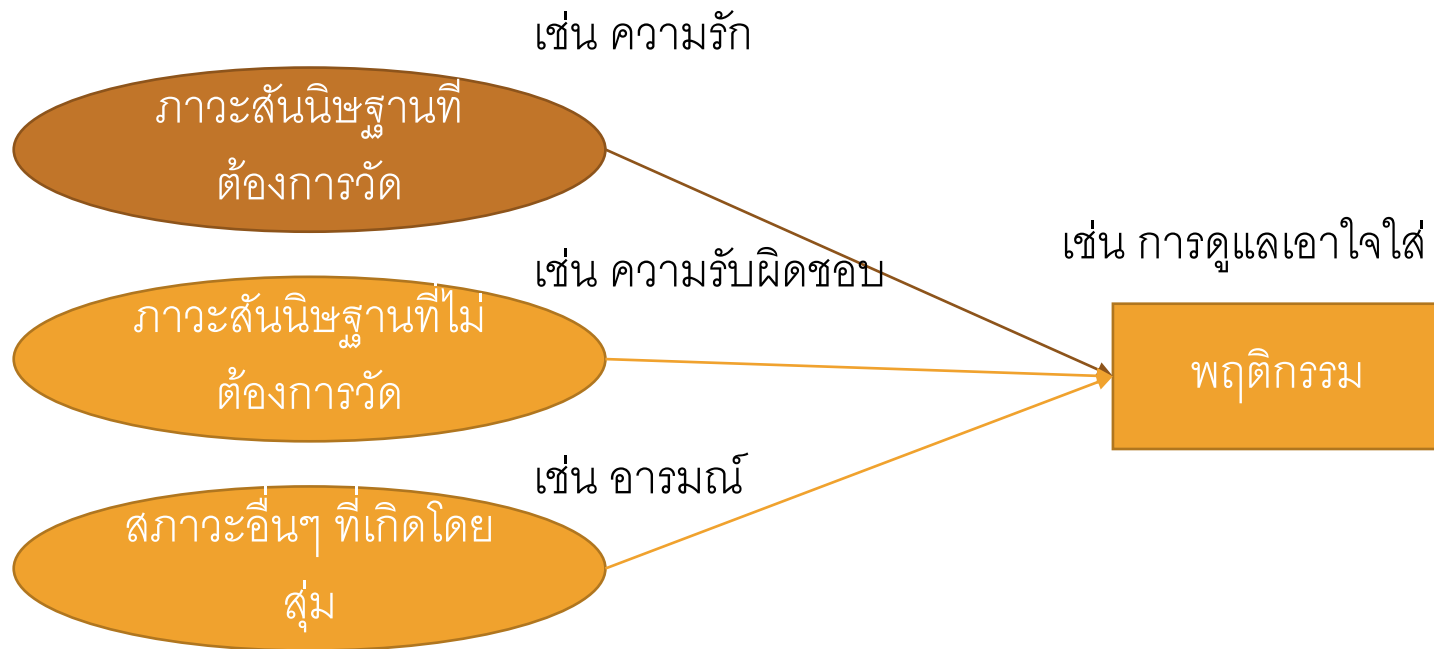 เช่น ความรัก
ภาวะสันนิษฐานที่
ต้องการวัด
เช่น ความรับผิดชอบ
ภาวะสันนิษฐานที่ไม่
ต้องการวัด
เช่น อารมณ์
สภาวะอื่นๆ ที่เกิดโดย
สุ่ม
เช่น การดูแลเอาใจใส่
พฤติกรรม